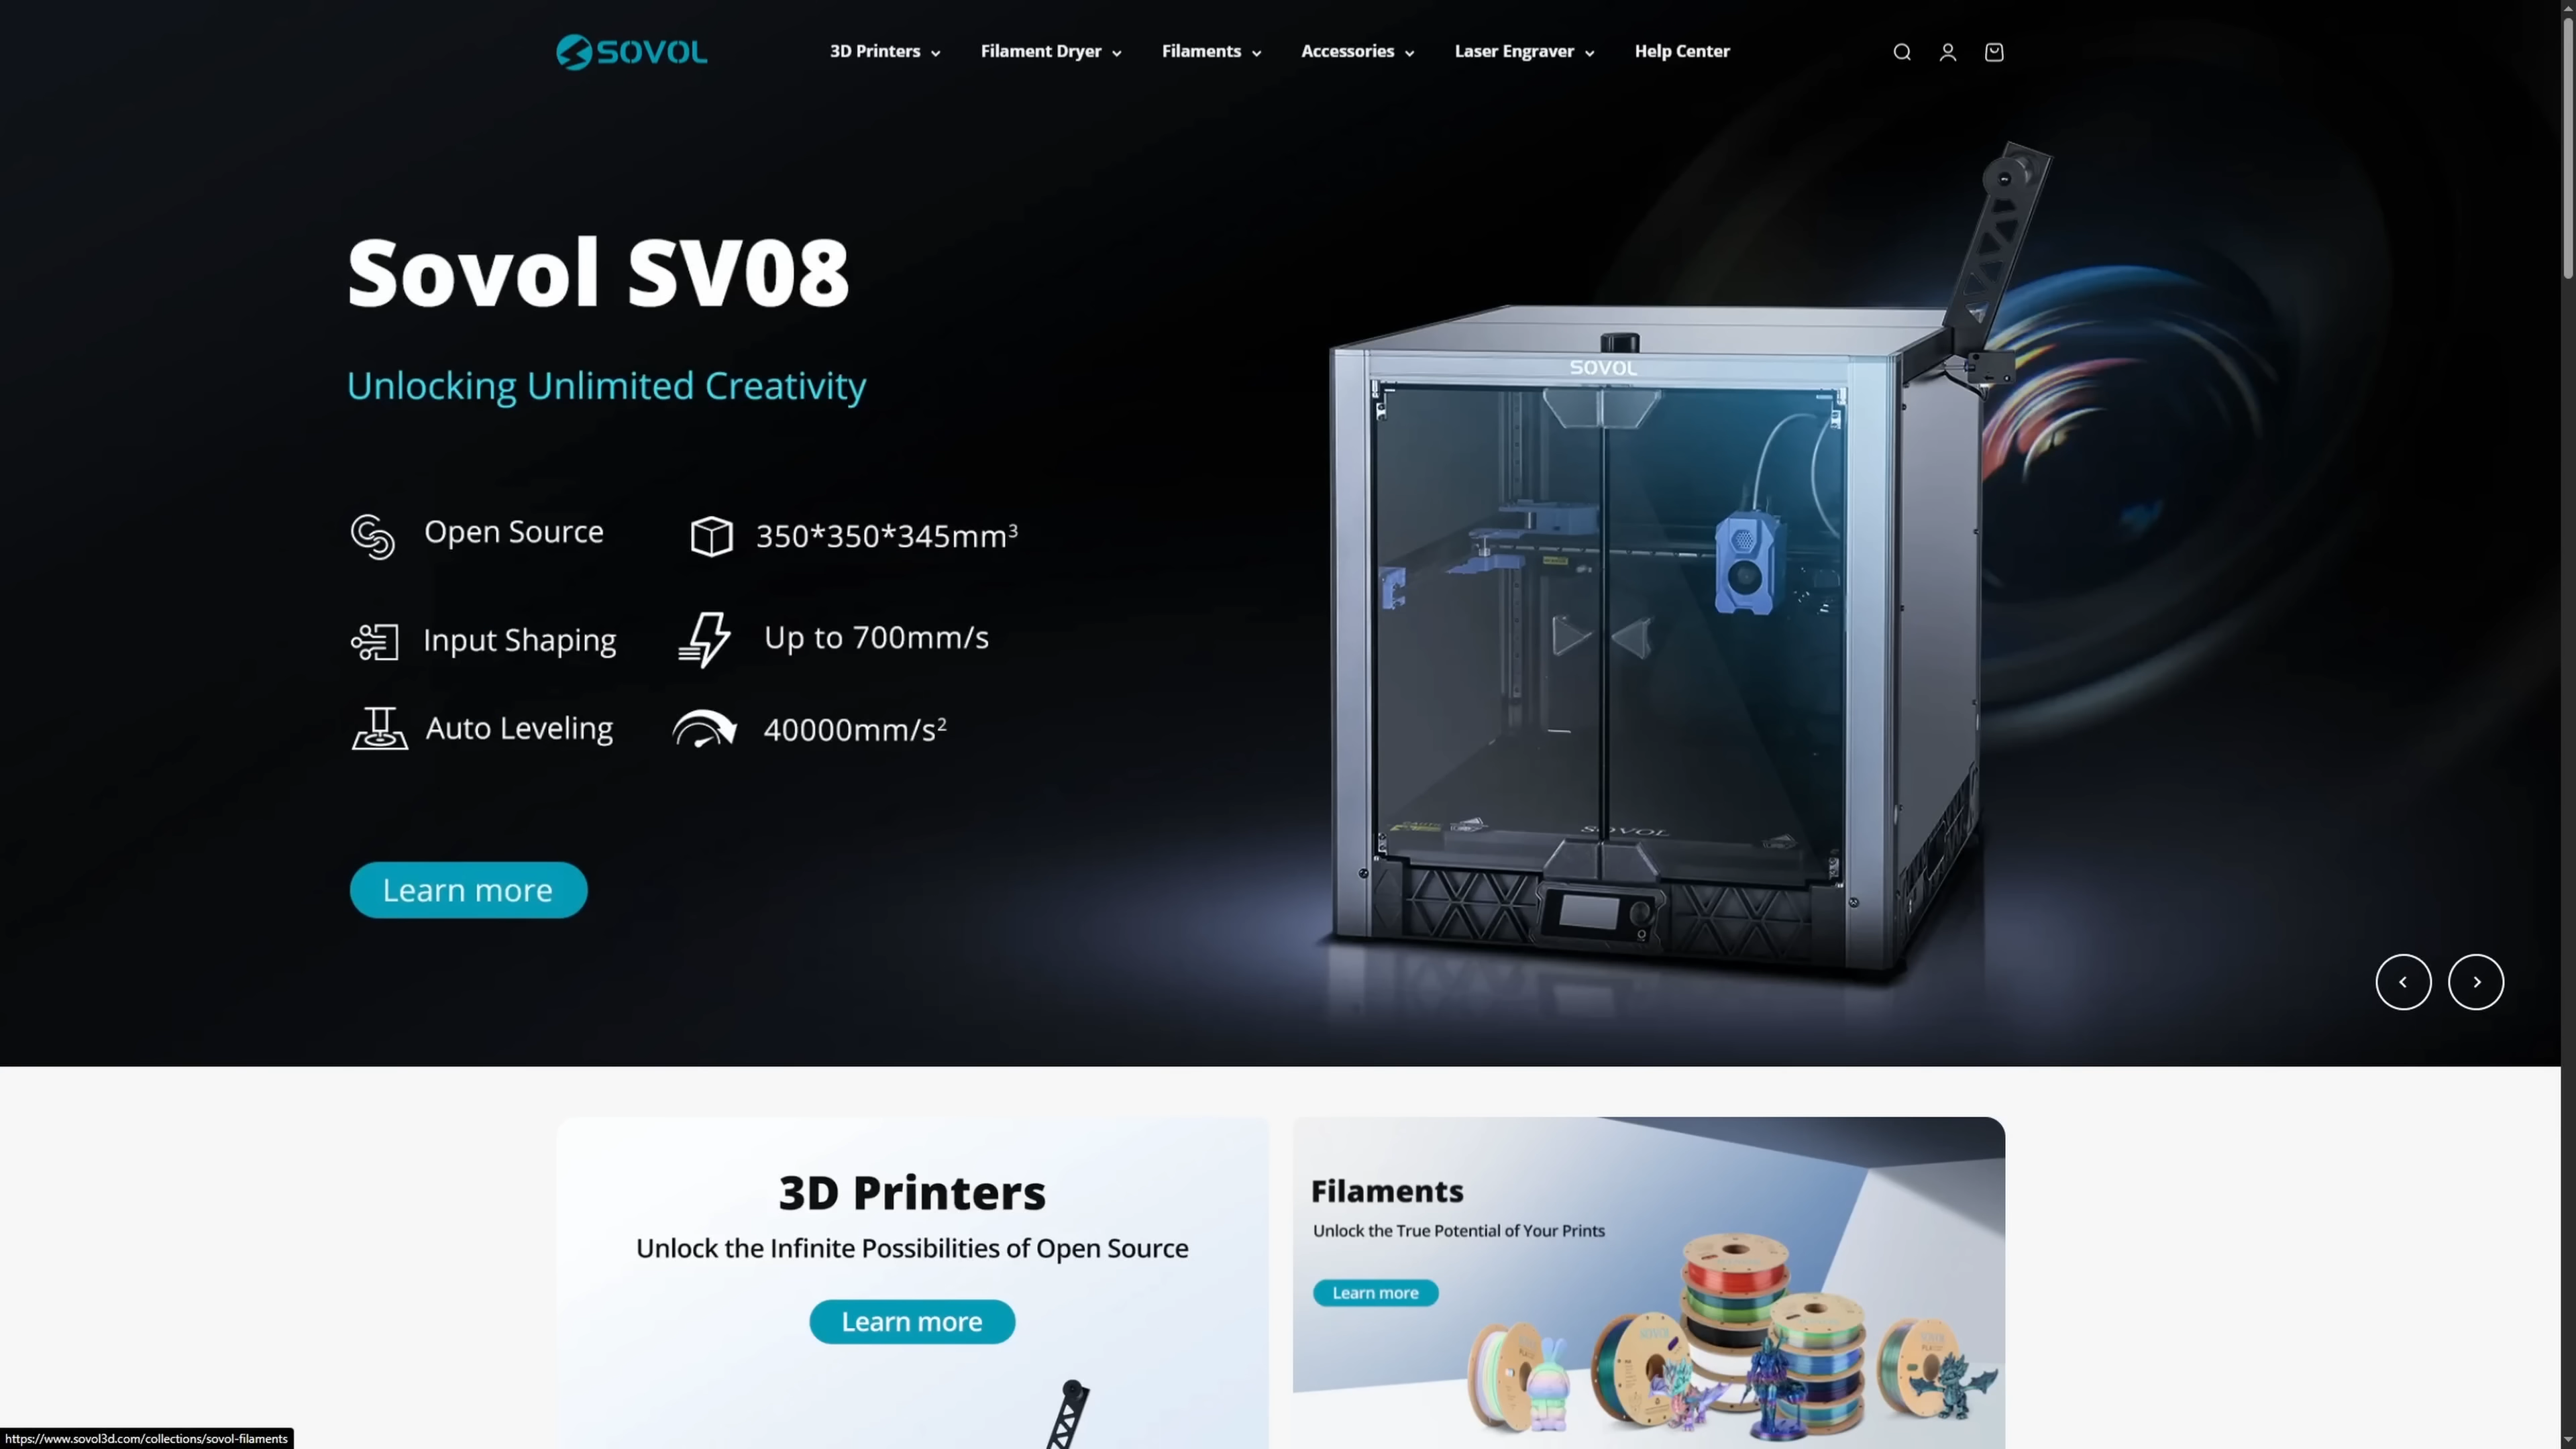 SOVOL
3D Printers
Filament Dryer
Filaments
Accessories
Laser Engraver
Help Center
Sovol SV08
Unlocking Unlimited Creativity
Open Source
350*350*345mm³
Input Shaping
Up to 700mm/s
Auto Leveling
40000mm/s²
Learn more
SOVOL
SOVOL
3D Printers
Unlock the Infinite Possibilities of Open Source
Learn more
Filaments
Unlock the True Potential of Your Prints
Learn more
https://www.sovol3d.com/collections/sovol-filaments